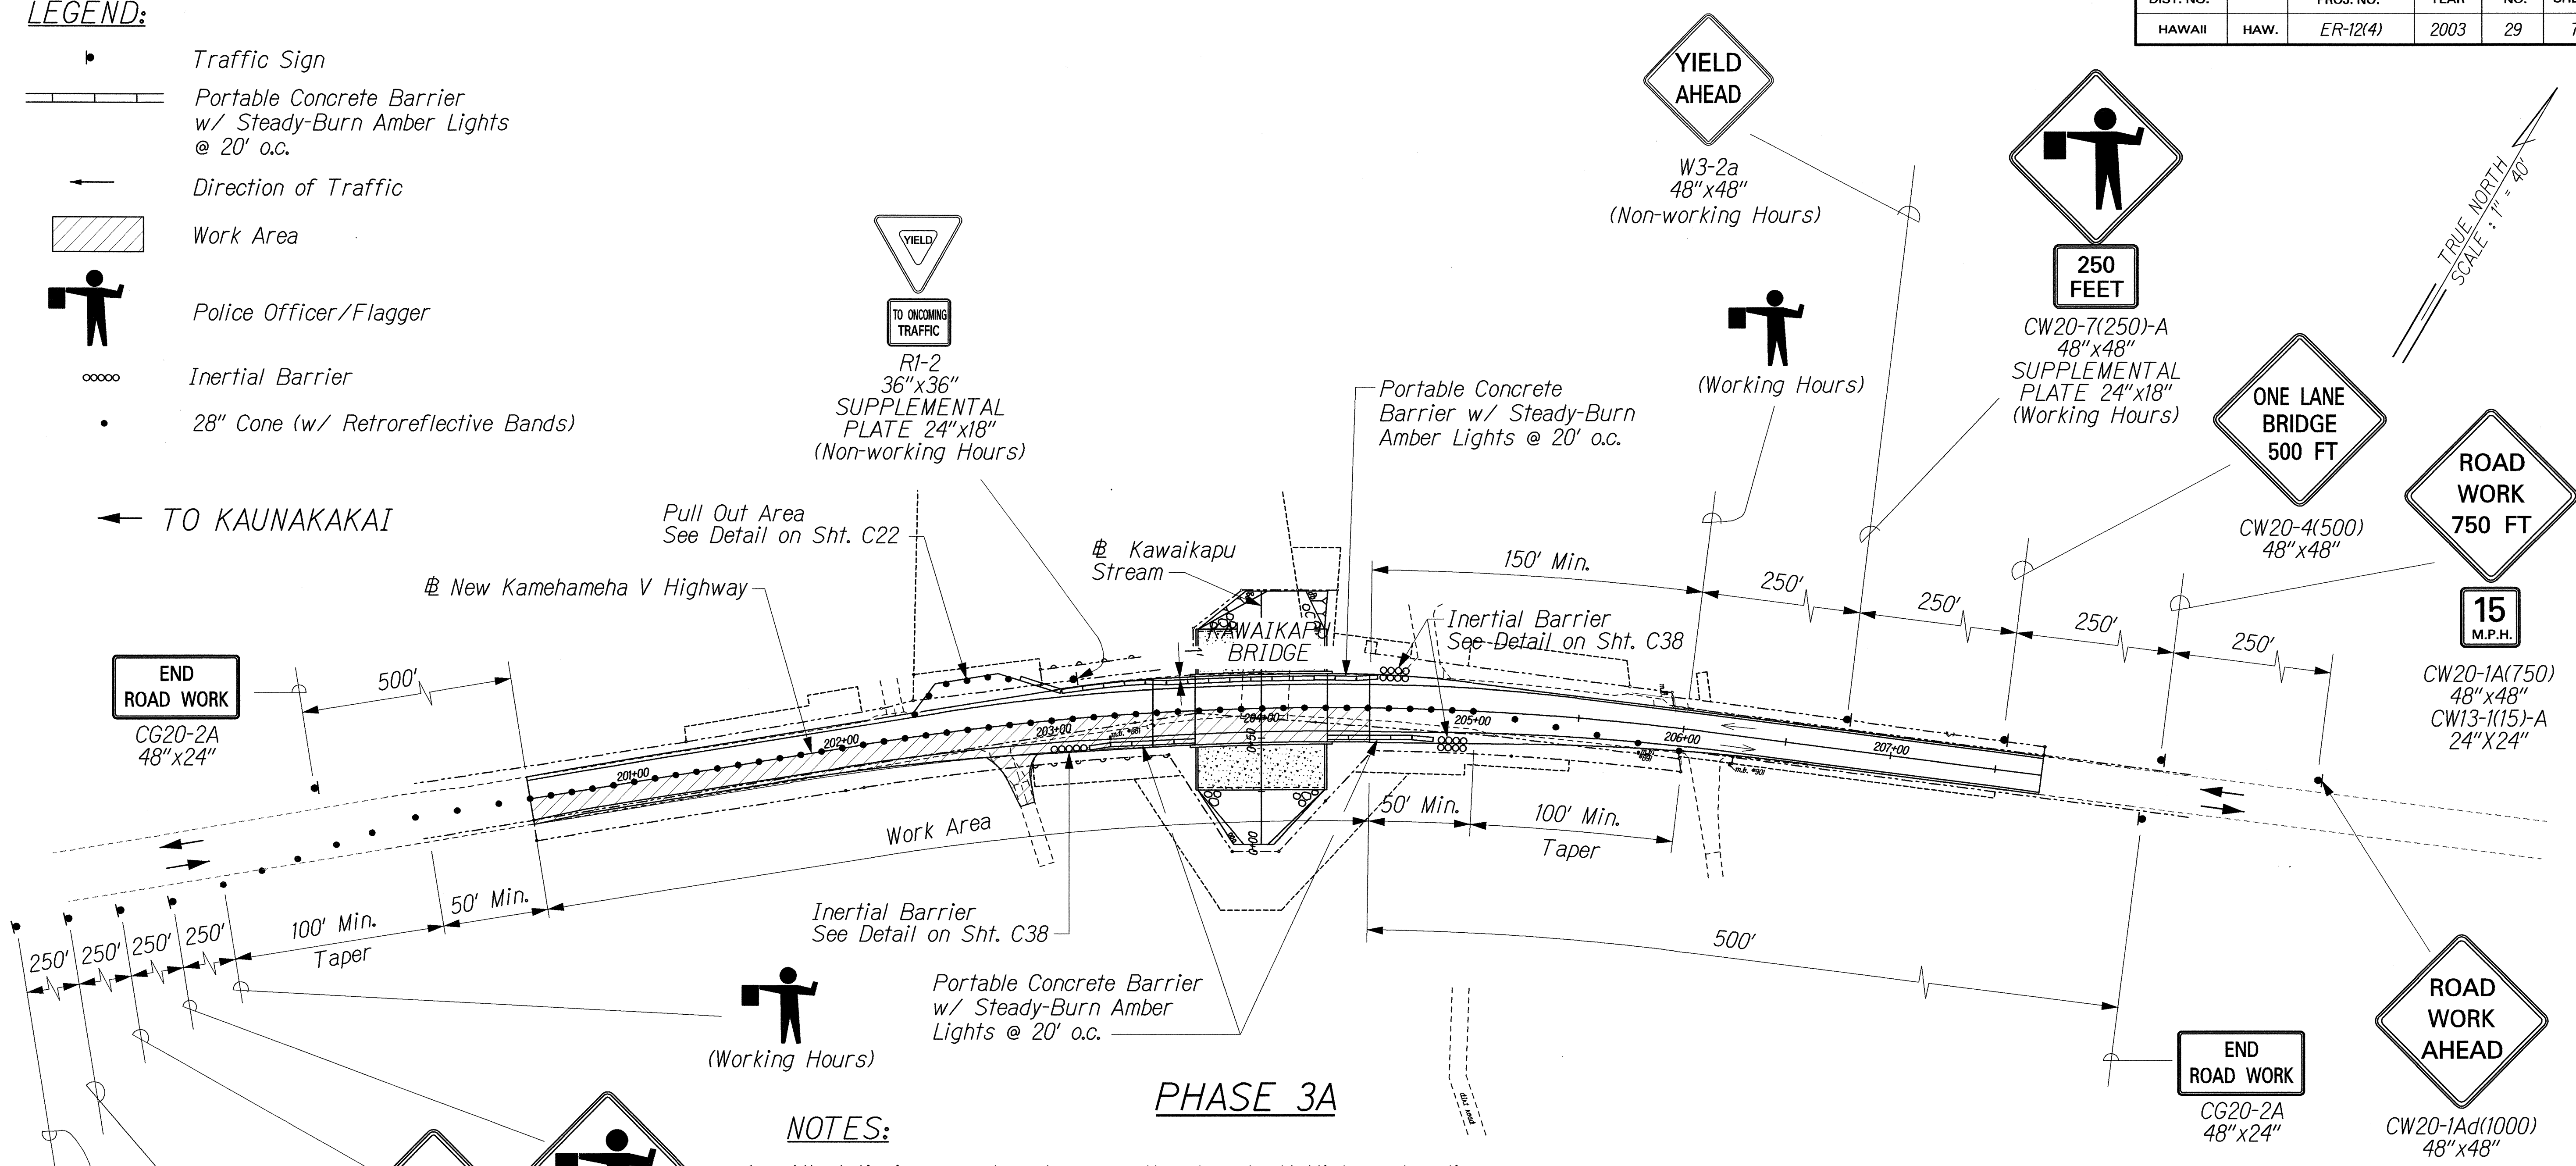 LEGEND:
Traffic Sign
Portable Concrete Barrier
w/ Steady-Burn Amber Lights
@ 20' o.c.
Direction of Traffic
Work Area
Police Officer/Flagger
Inertial Barrier
28" Cone (w/ Retroreflective Bands)
HAWAII HAW. ER-12(4) 2003 29
TRUE NORTH
SCALE : 1" = 40'
YIELD
AHEAD
W3-2a
48"x48"
(Non-working Hours)
250
FEET
CW20-7(250)-A
48"x48"
SUPPLEMENTAL
PLATE 24"x18"
(Working Hours)
YIELD
TO ONCOMING
TRAFFIC
R1-2
36"x36"
SUPPLEMENTAL
PLATE 24"x18"
(Non-working Hours)
(Working Hours)
Portable Concrete
Barrier w/ Steady-Burn
Amber Lights @ 20' o.c.
ONE LANE
BRIDGE
500 FT
CW20-4(500)
48"x48"
ROAD
WORK
750 FT
15
M.P.H.
CW20-1A(750)
48"x48"
CW13-1(15)-A
24"X24"
TO KAUNAKAKAI
Pull Out Area
See Detail on Sht. C22
℄ Kawaikapu
Stream
℄ New Kamehameha V Highway
150' Min.
250'
250'
250'
250'
Inertial Barrier
See Detail on Sht. C38
KAWAIKAPU
BRIDGE
END
ROAD WORK
CG20-2A
48"x24"
500'
201+00
202+00
203+00
204+00
205+00
206+00
207+00
0+50
0+00
Work Area
50' Min.
100' Min.
Taper
50' Min.
100' Min.
Taper
250'
250'
250'
250'
Inertial Barrier
See Detail on Sht. C38
500'
(Working Hours)
Portable Concrete Barrier
w/ Steady-Burn Amber
Lights @ 20' o.c.
dirt road
END
ROAD WORK
CG20-2A
48"x24"
ROAD
WORK
AHEAD
CW20-1Ad(1000)
48"x48"
PHASE 3A
NOTES: